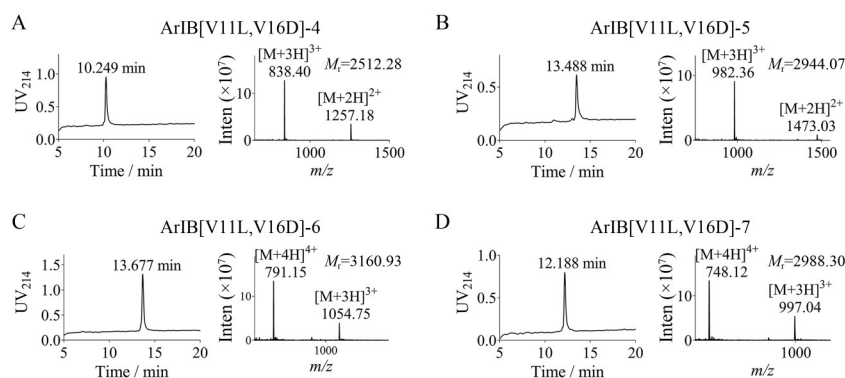 A
ArIB[V11L,V16D]-4
UV214
1.0
0.5
0.0
10.249 min
5
10
15
20
Time / min
Inten (×10⁷)
10
0
[M+3H]³⁺
838.40
Mr=2512.28
[M+2H]²⁺
1257.18
1000
1500
m/z
B
ArIB[V11L,V16D]-5
UV214
0.5
0.0
13.488 min
5
10
15
20
Time / min
Inten (×10⁷)
10
0
[M+3H]³⁺
982.36
Mr=2944.07
[M+2H]²⁺
1473.03
1000
1500
m/z
C
ArIB[V11L,V16D]-6
UV214
1.5
1.0
0.5
0.0
13.677 min
5
10
15
20
Time / min
Inten (×10⁷)
10
0
[M+4H]⁴⁺
791.15
Mr=3160.93
[M+3H]³⁺
1054.75
1000
m/z
D
ArIB[V11L,V16D]-7
UV214
1.0
0.5
0.0
12.188 min
5
10
15
20
Time / min
Inten (×10⁷)
10
0
[M+4H]⁴⁺
748.12
Mr=2988.30
[M+3H]³⁺
997.04
1000
m/z